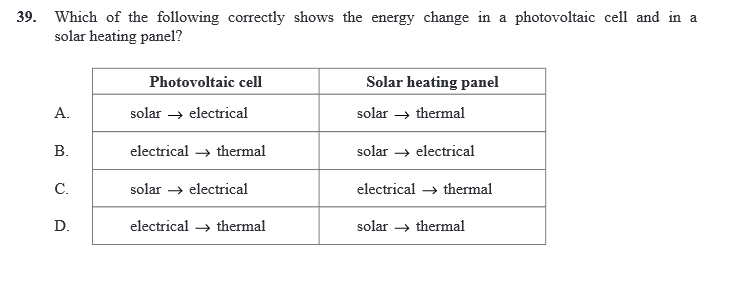 39. Which of the following correctly shows the energy change in a photovoltaic cell and in a
solar heating panel?
Photovoltaic cell Solar heating panel
A. solar → electrical solar → thermal
B. electrical → thermal solar → electrical
C. solar → electrical electrical → thermal
D. electrical → thermal solar → thermal